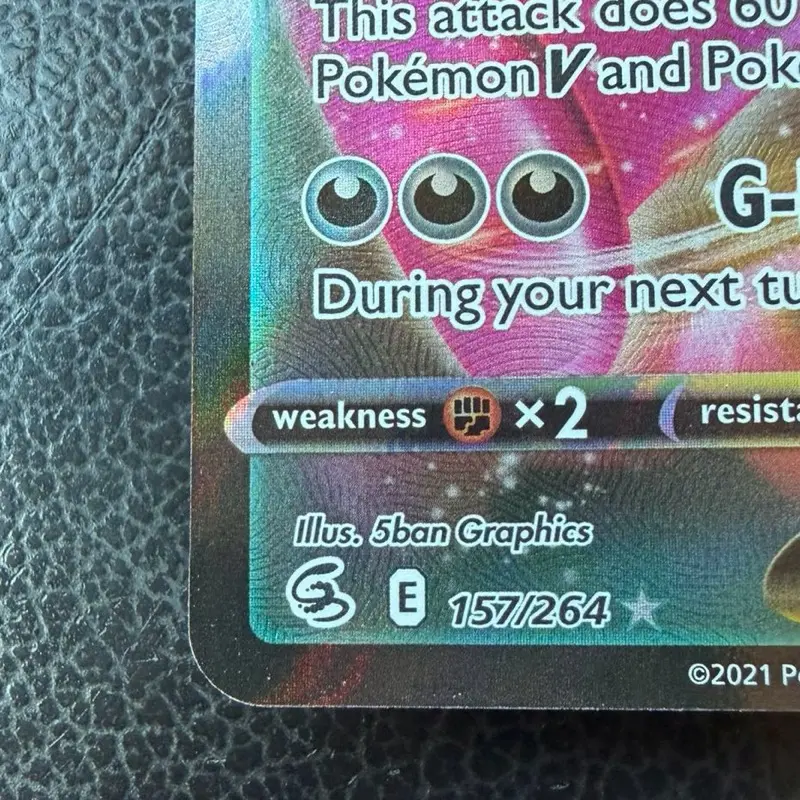 This attack does 60
Pokémon V and Pok
G-
During your next tu
weakness ×2 resista
Illus. 5ban Graphics
E 157/264
©2021 P